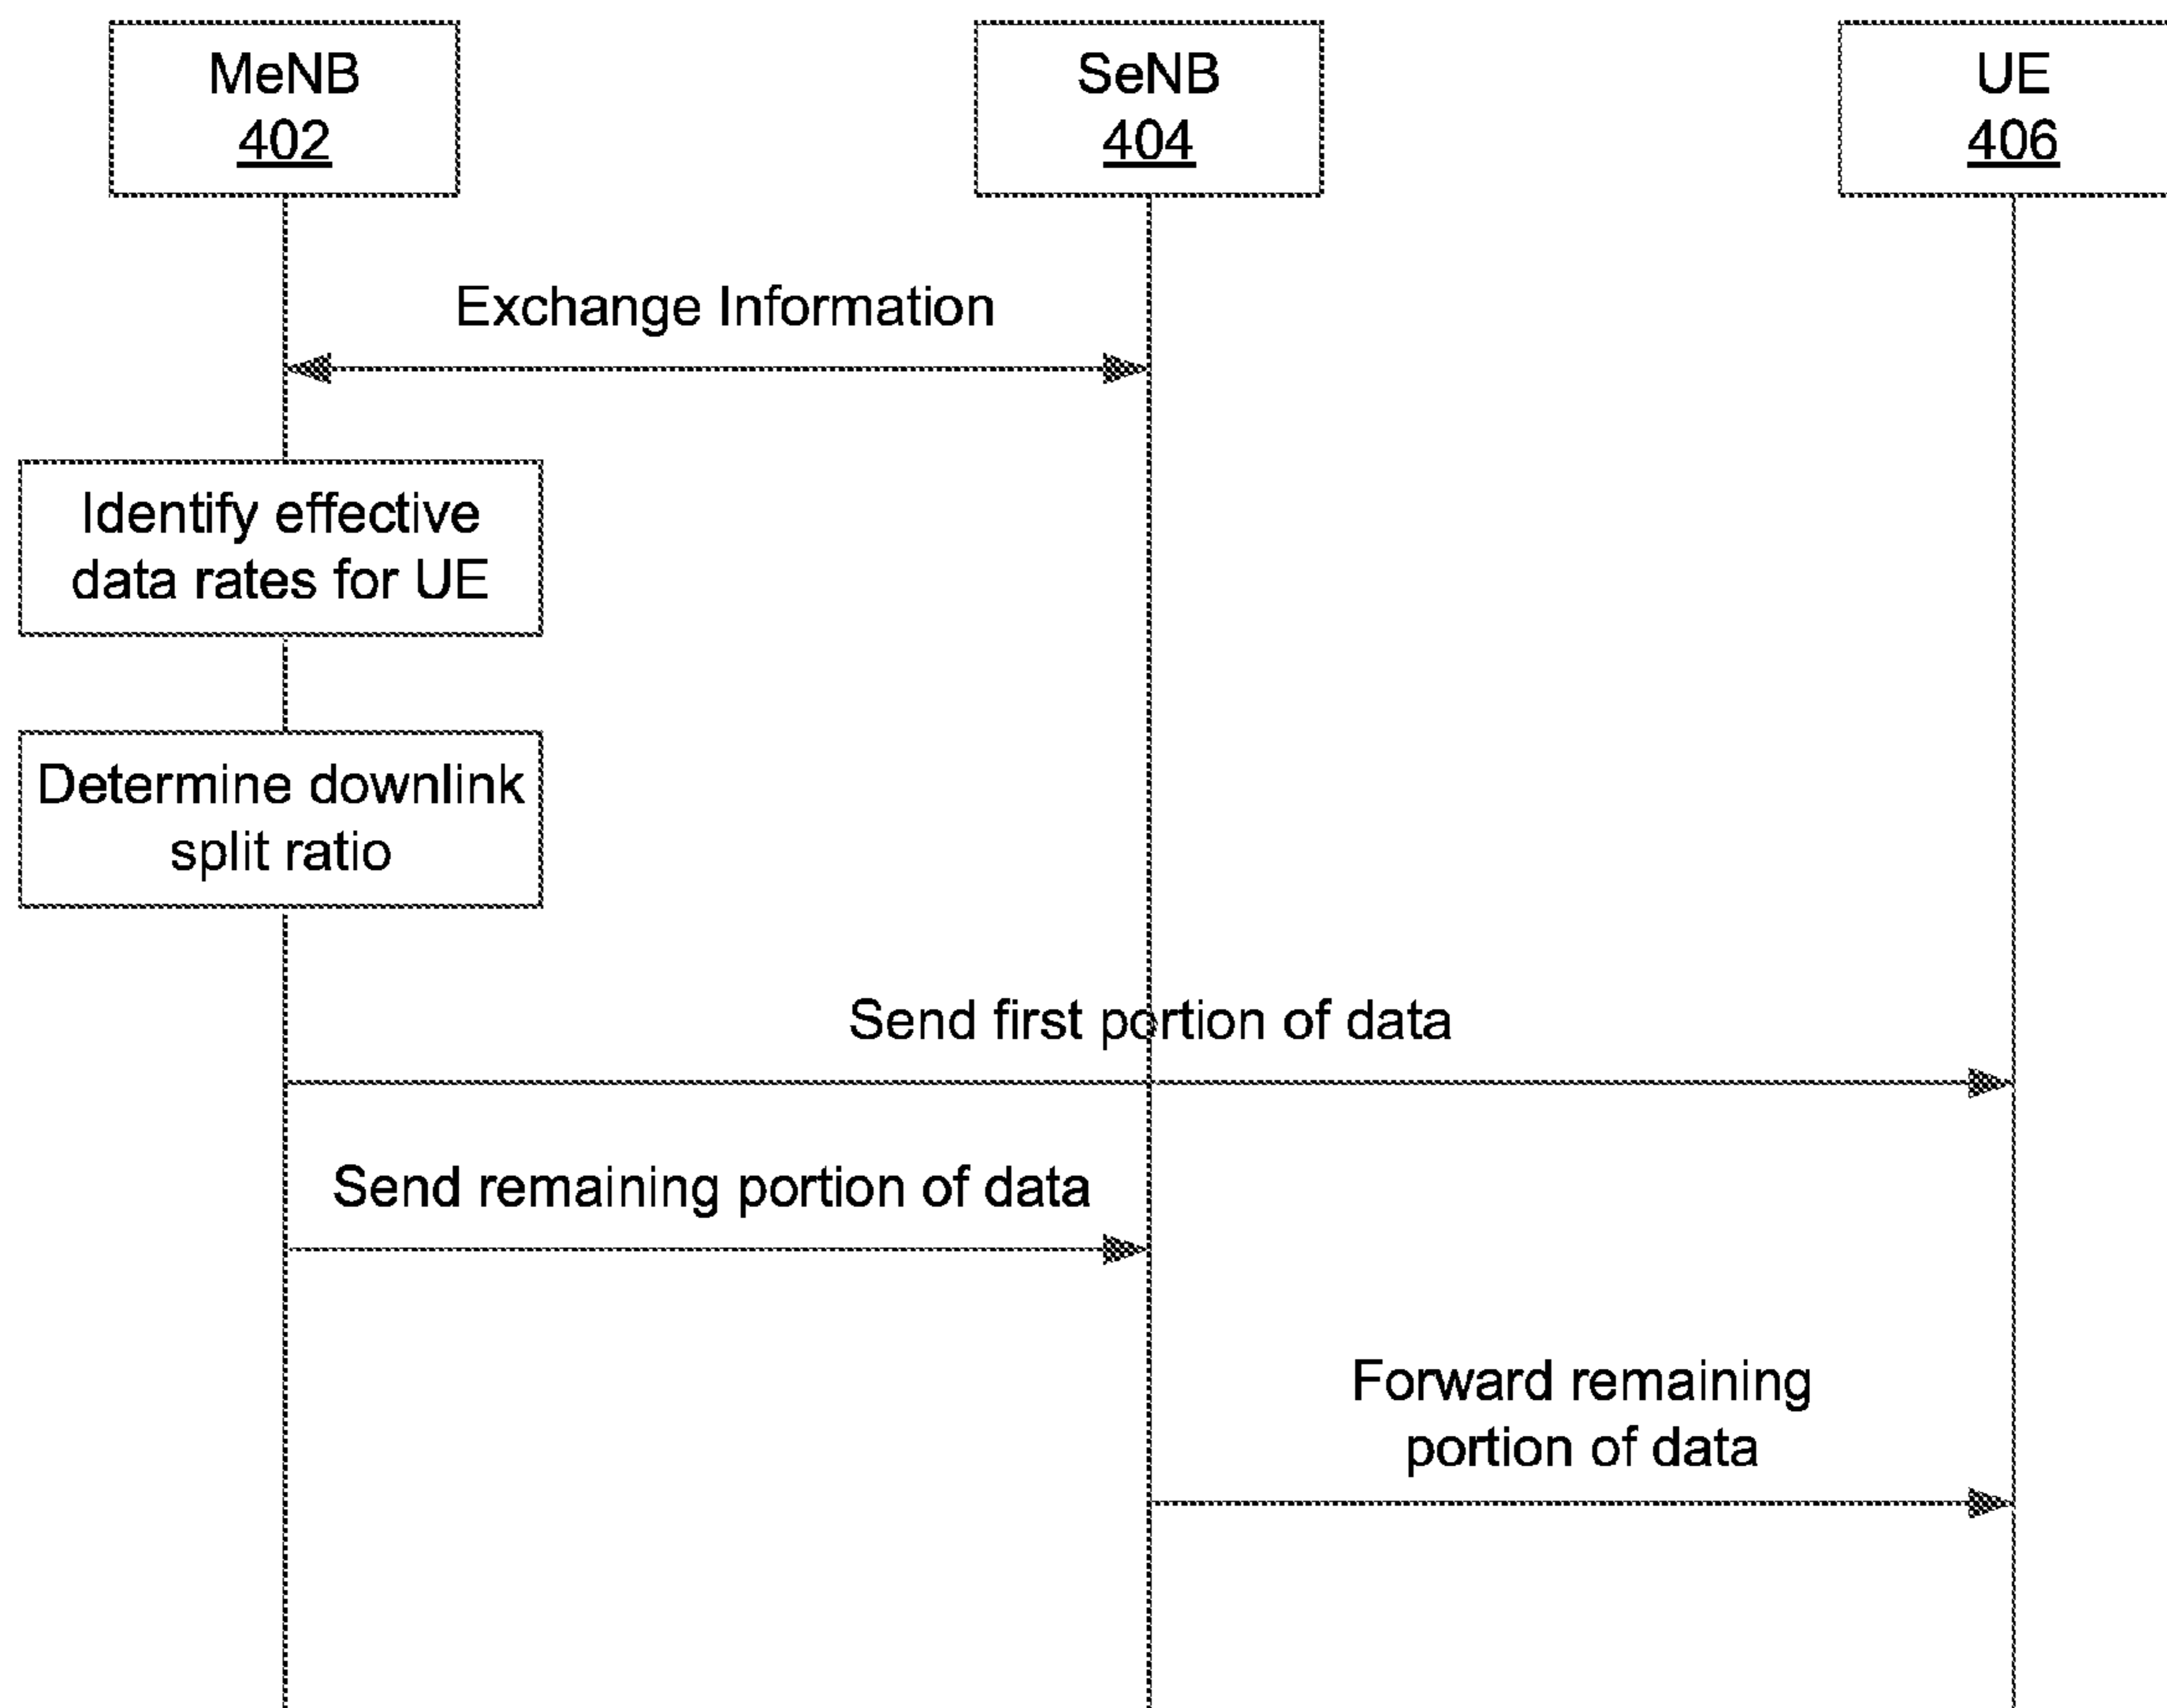 MeNB
402
SeNB
404
UE
406
Exchange Information
Identify effective
data rates for UE
Determine downlink
split ratio
Send first portion of data
Send remaining portion of data
Forward remaining
portion of data